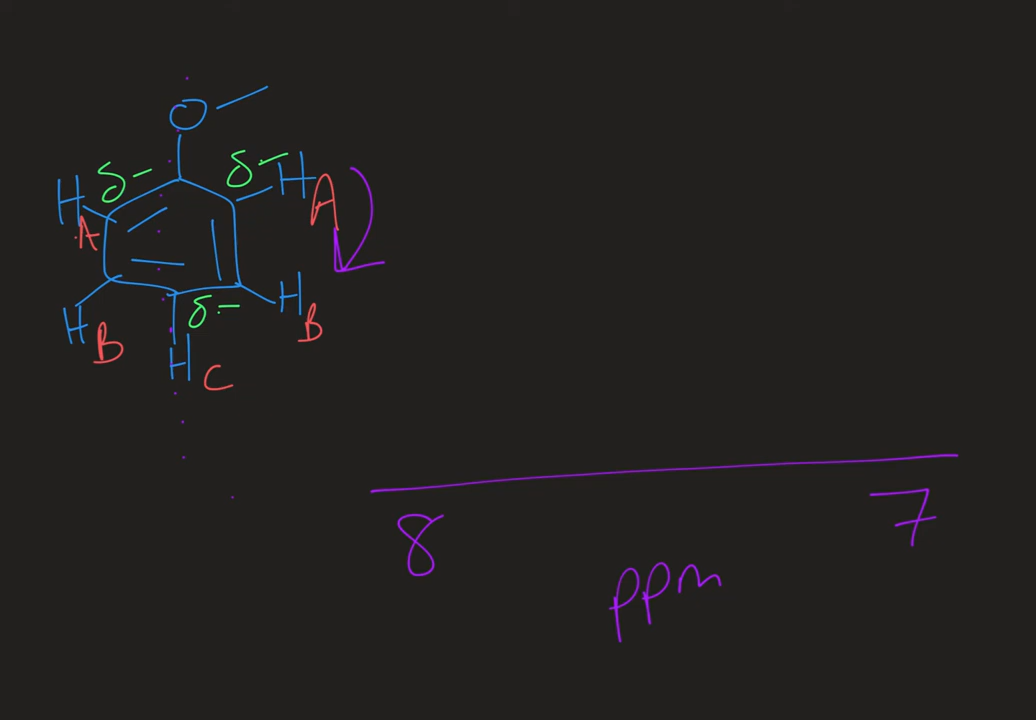 O
δ- δ-
H H A
A
H
δ-
H B B
H C
8 7
ppm